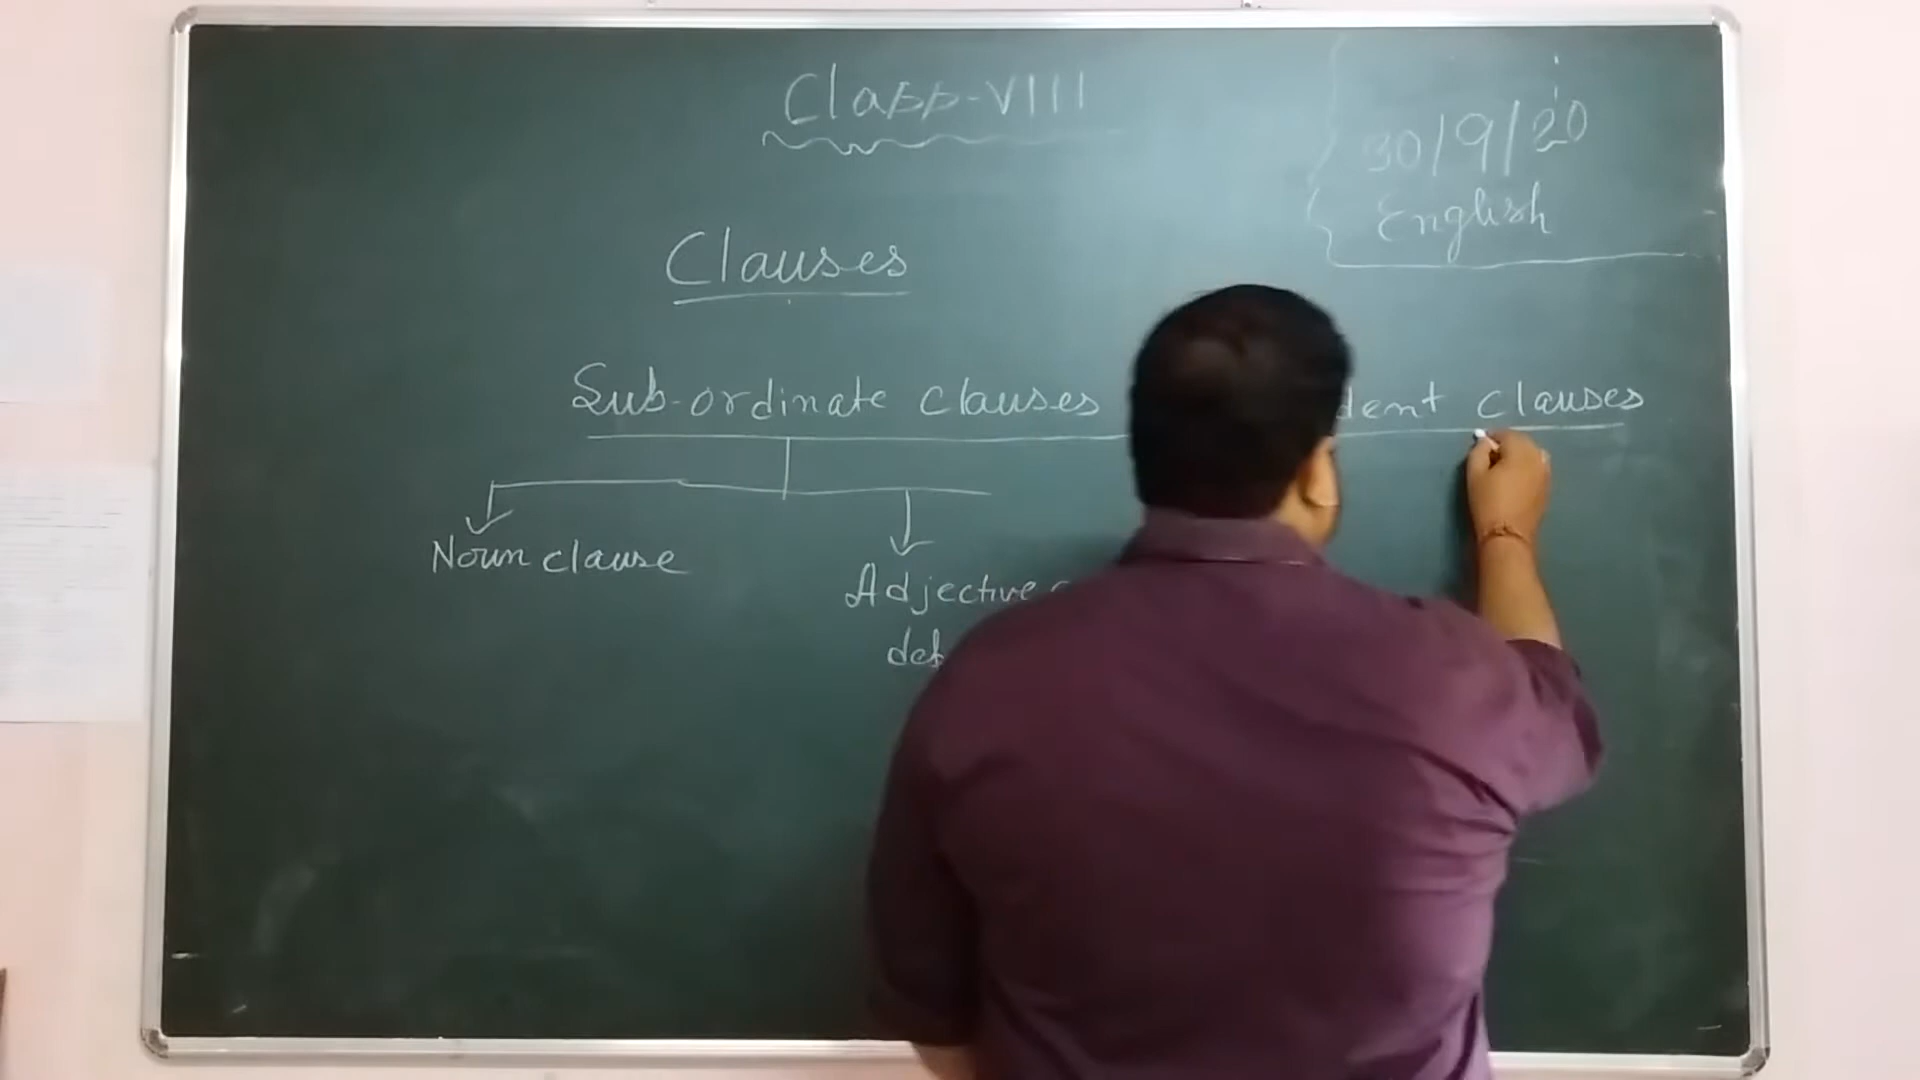 Class-VIII
30/9/20
English
Clauses
Sub-ordinate clauses dent clauses
Noun clause
Adjective